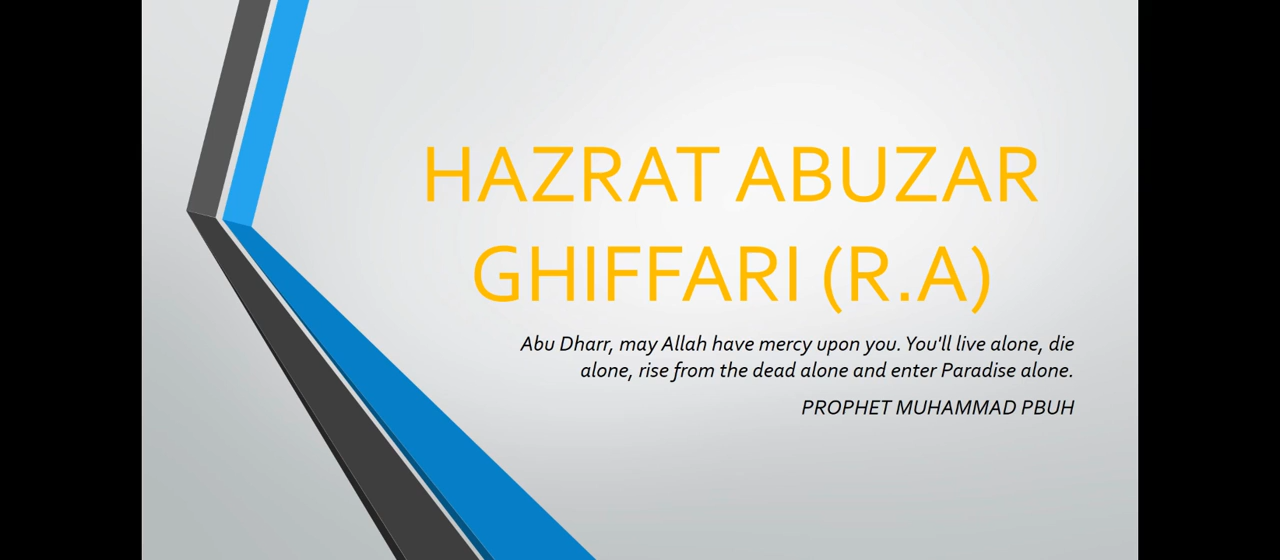 HAZRAT ABUZAR
GHIFFARI (R.A)
Abu Dharr, may Allah have mercy upon you. You'll live alone, die
alone, rise from the dead alone and enter Paradise alone.
PROPHET MUHAMMAD PBUH